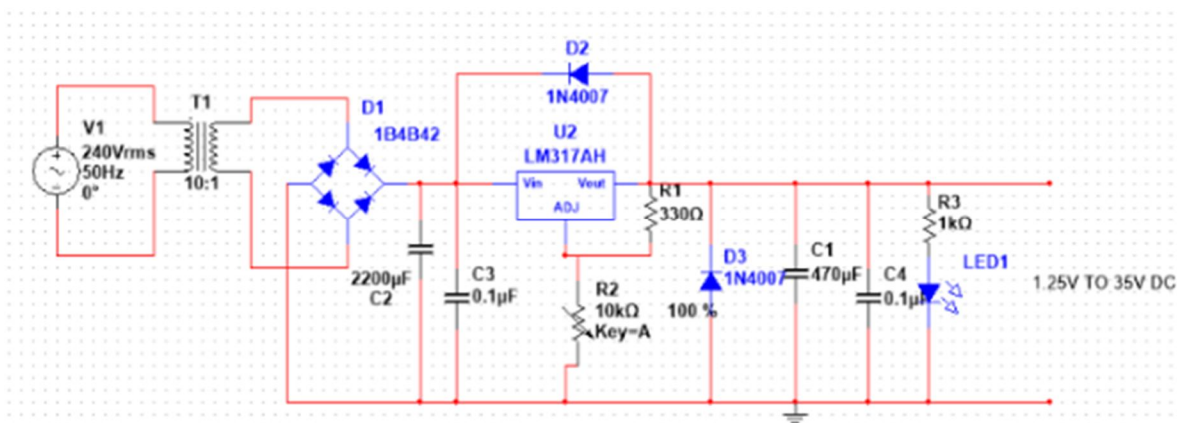 D2
1N4007
T1
D1
1B4B42
U2
LM317AH
Vin
Vout
ADJ
V1
240Vrms
50Hz
0°
10:1
R1
330Ω
R3
1kΩ
2200µF
C2
C3
0.1µF
R2
10kΩ
Key=A
100 %
D3
1N4007
C1
470µF
C4
0.1µF
LED1
1.25V TO 35V DC